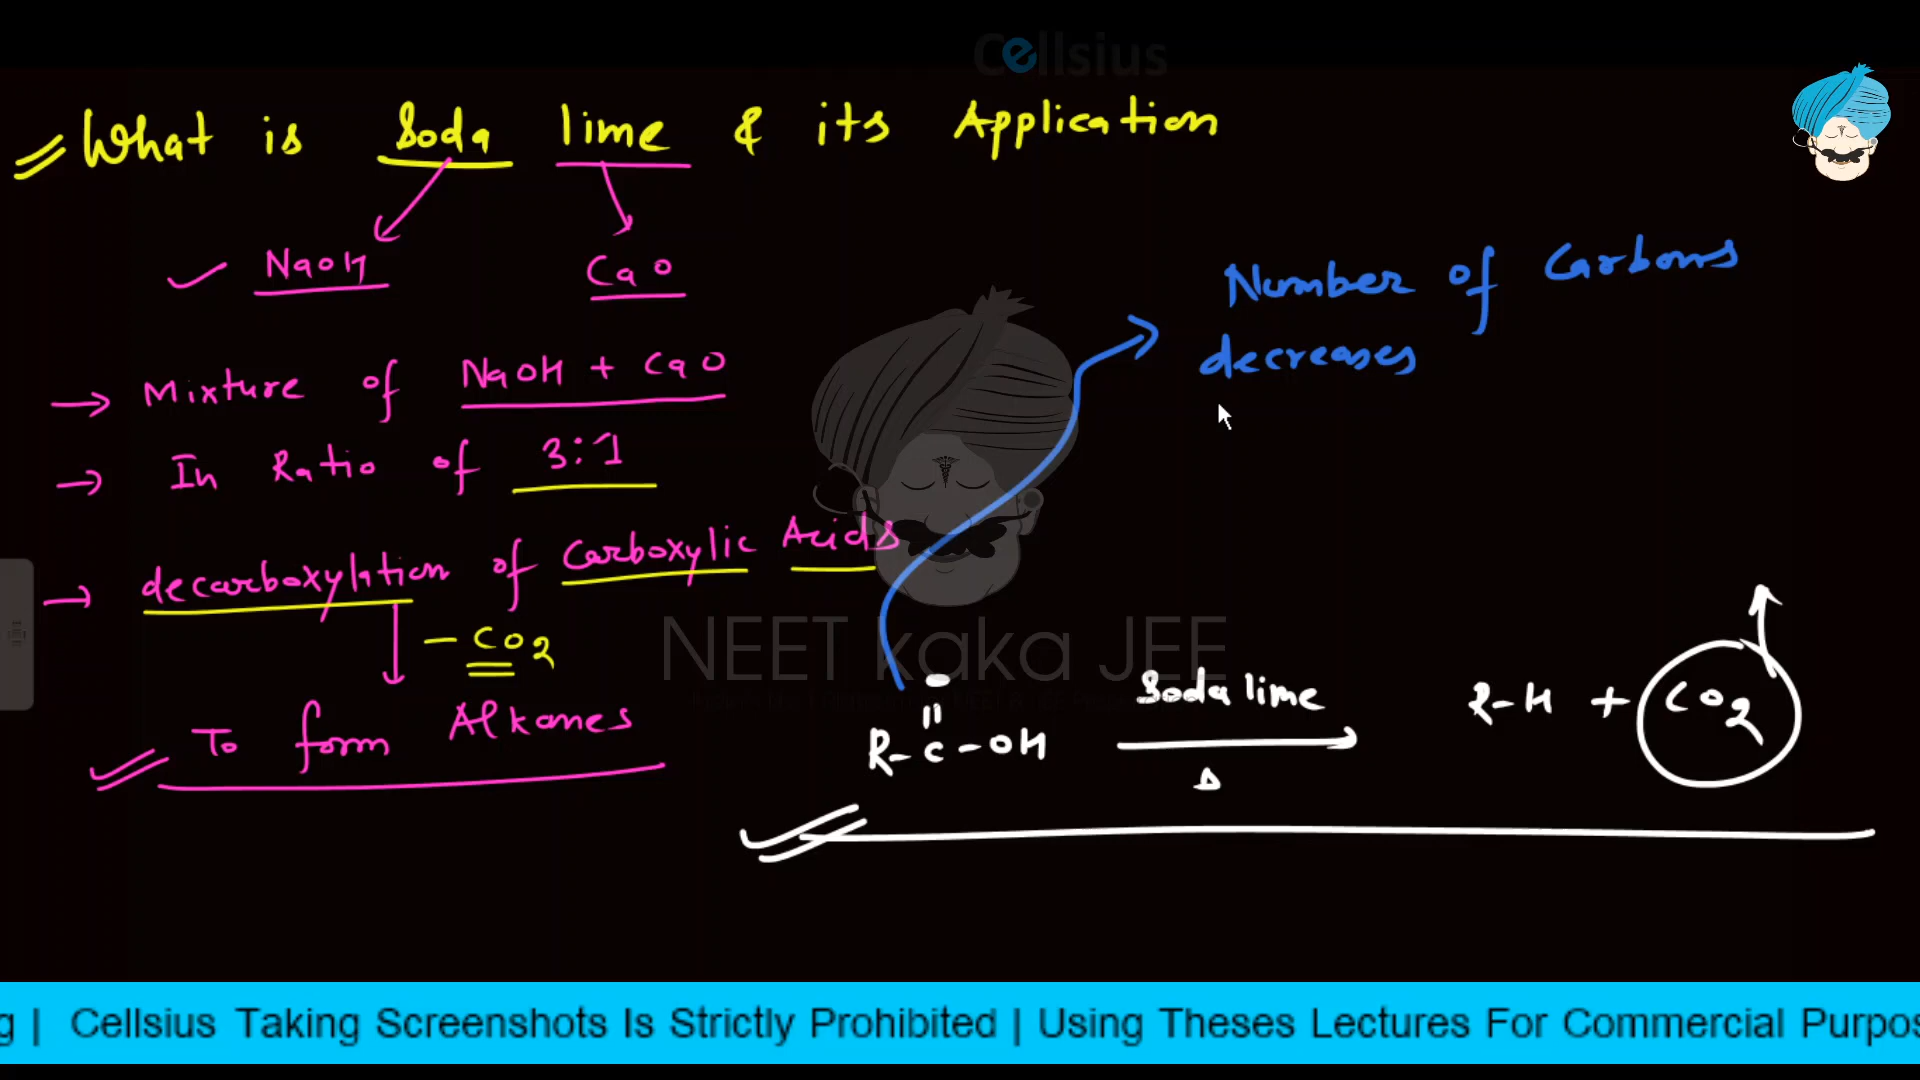 Cellsius
What is Soda lime & its Application
NaOH CaO
Number of Carbons
decreases
→ Mixture of NaOH + CaO
→ In Ratio of 3:1
→ decarboxylation of Carboxylic Acids
- CO2
To form Alkanes
NEET kaka JEE
O
||
R-C-OH Soda lime Δ → R-H + CO2 ↑
g | Cellsius Taking Screenshots Is Strictly Prohibited | Using Theses Lectures For Commercial Purpos